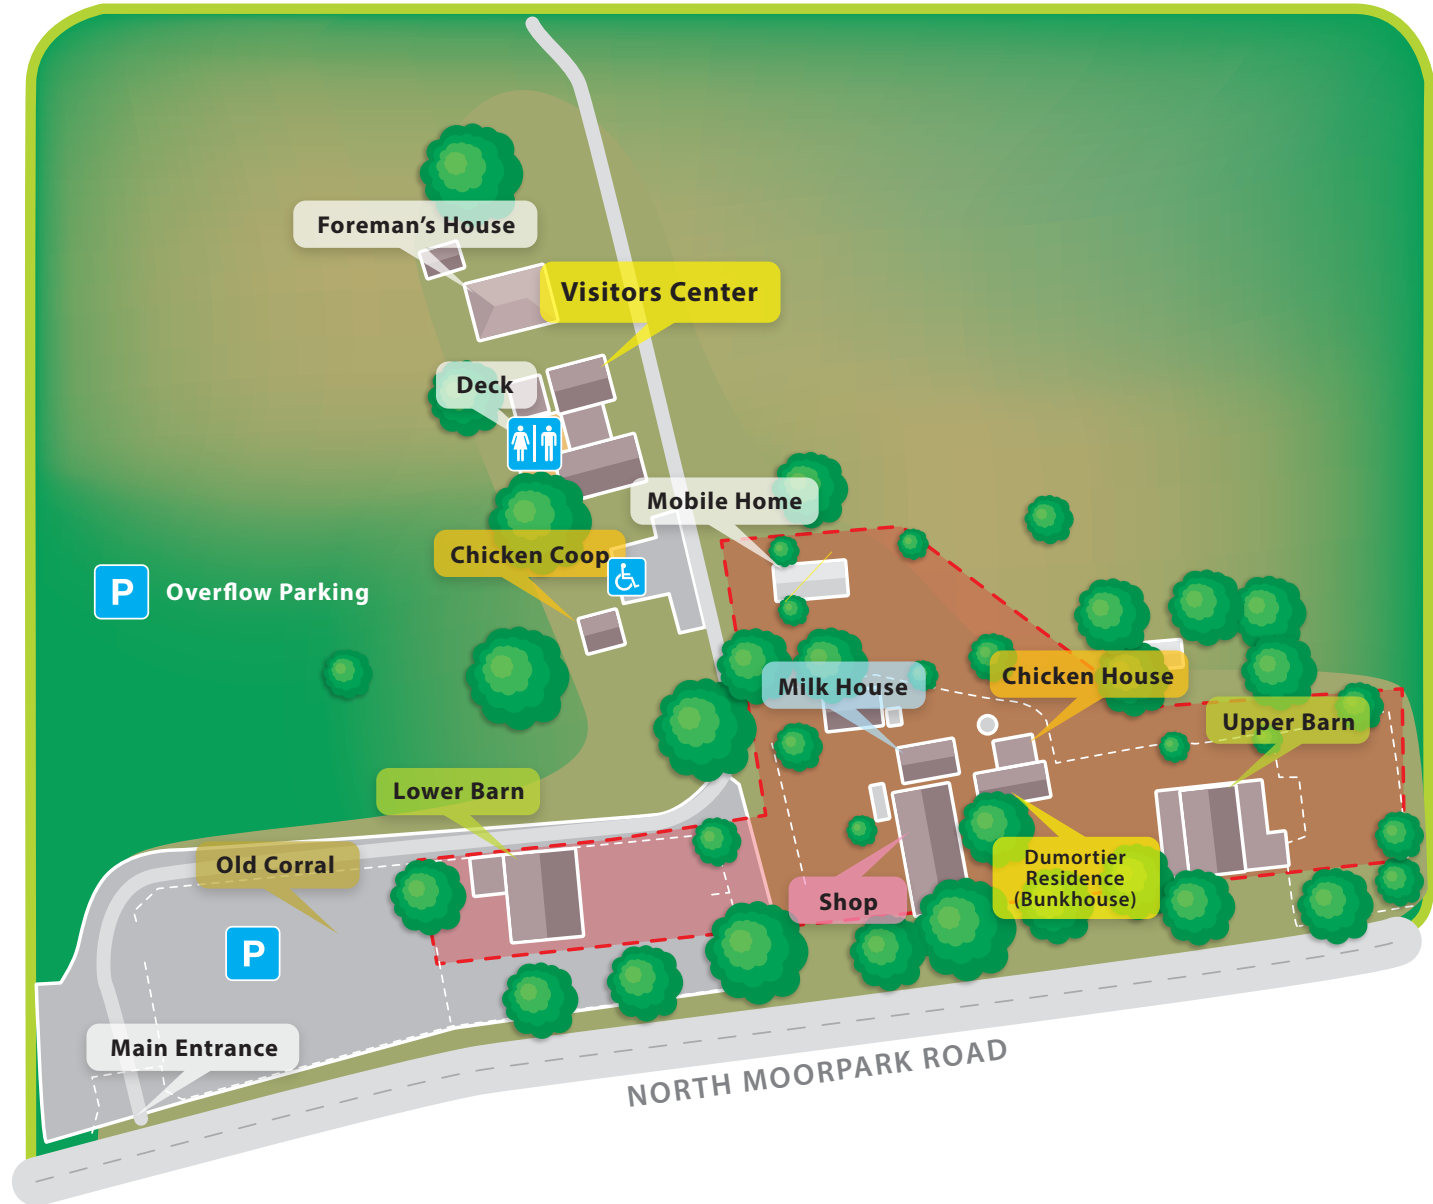 Foreman's House
Visitors Center
Deck
Mobile Home
Chicken Coop
P
Overflow Parking
Milk House
Chicken House
Upper Barn
Lower Barn
Old Corral
Dumortier
Residence
(Bunkhouse)
Shop
P
Main Entrance
NORTH MOORPARK ROAD